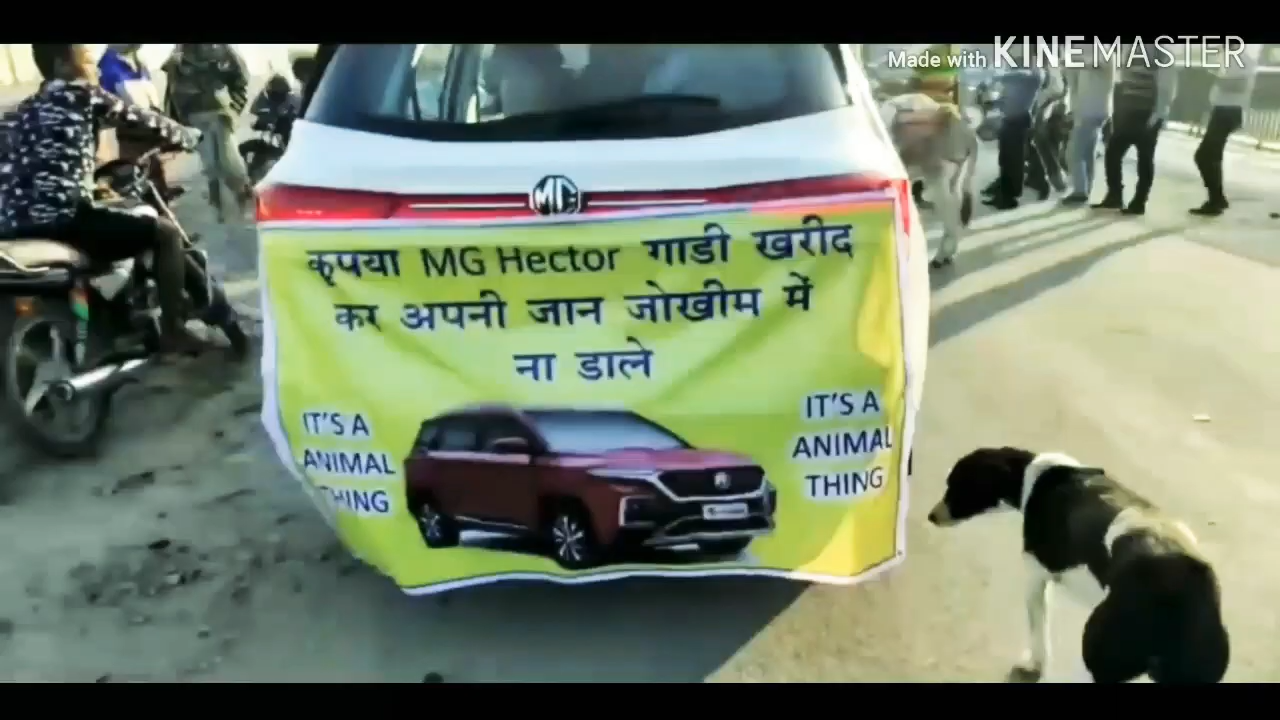 Made with KINEMASTER
MG
कृपया MG Hector गाडी खरीद
कर अपनी जान जोखीम में
ना डाले
IT'S A
ANIMAL
THING
IT'S A
ANIMAL
THING